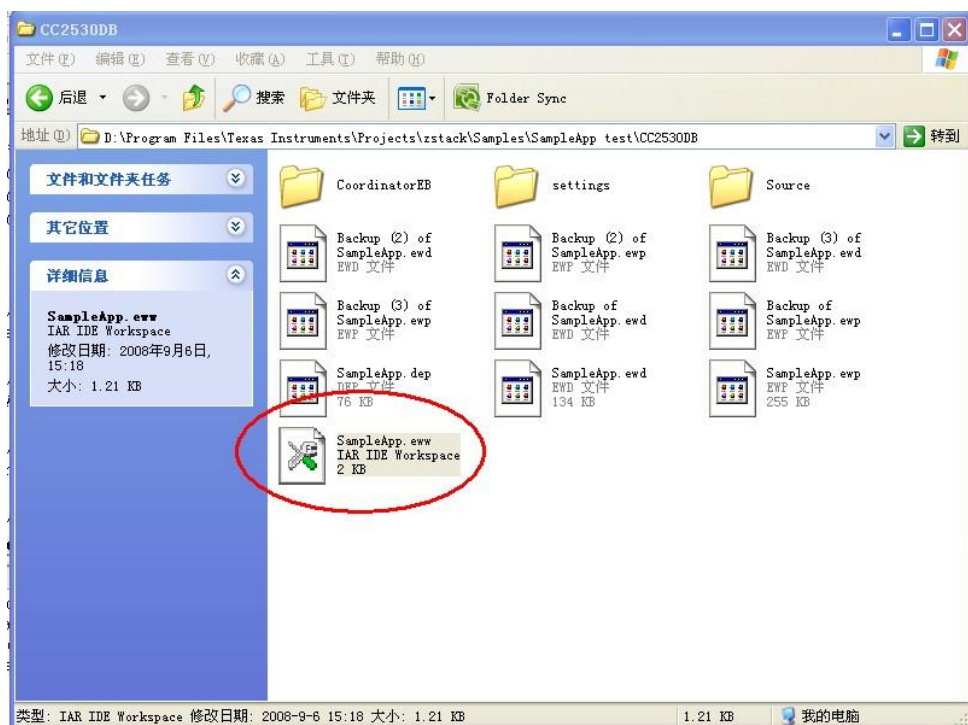 CC2530DB
文件(F) 编辑(E) 查看(V) 收藏(A) 工具(T) 帮助(H)
后退 搜索 文件夹 Folder Sync
地址(D) D:\Program Files\Texas Instruments\Projects\zstack\Samples\SampleApp test\CC2530DB 转到
文件和文件夹任务
其它位置
详细信息
SampleApp.eww
IAR IDE Workspace
修改日期: 2008年9月6日,
15:18
大小: 1.21 KB
CoordinatorEB
settings
Source
Backup (2) of
SampleApp.ewd
EWD 文件
Backup (2) of
SampleApp.ewp
EWP 文件
Backup (3) of
SampleApp.ewd
EWD 文件
Backup (3) of
SampleApp.ewp
EWP 文件
Backup of
SampleApp.ewd
EWD 文件
Backup of
SampleApp.ewp
EWP 文件
SampleApp.dep
DEP 文件
76 KB
SampleApp.ewd
EWD 文件
134 KB
SampleApp.ewp
EWP 文件
255 KB
SampleApp.eww
IAR IDE Workspace
2 KB
类型: IAR IDE Workspace 修改日期: 2008-9-6 15:18 大小: 1.21 KB 1.21 KB 我的电脑